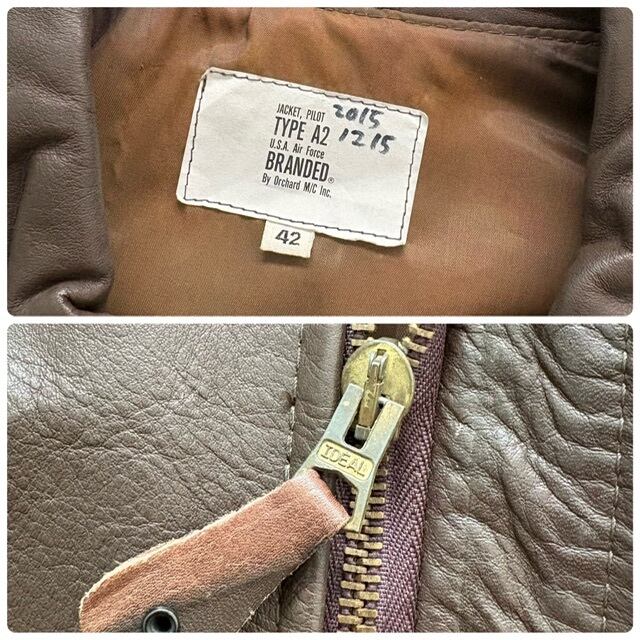 JACKET, PILOT 2015
TYPE A2 1215
U.S.A. Air Force
BRANDED®
By Orchard M/C Inc.
42
IDEAL